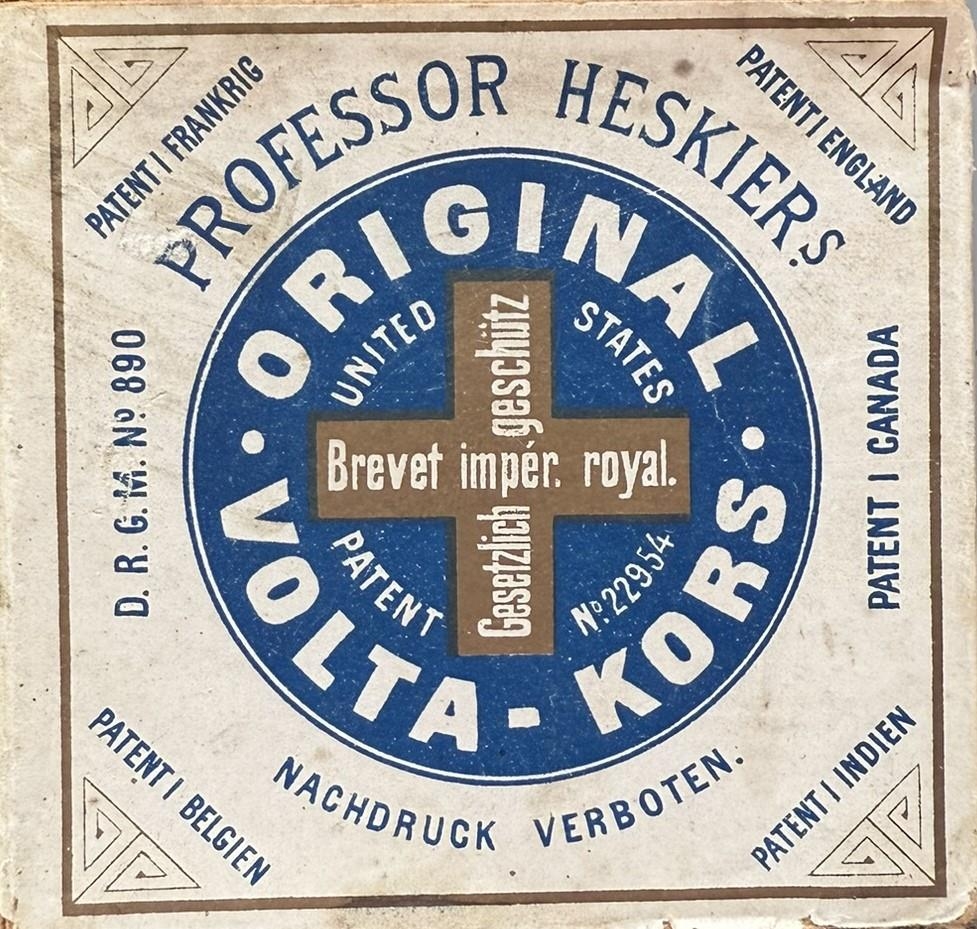 PATENT I FRANKRIG
PATENT I ENGLAND
PROFESSOR HESKIERS
ORIGINAL
UNITED STATES
D. R. G. M. No. 890
Brevet impér. royal.
Gesetzlich geschütz
PATENT I CANADA
PATENT No. 22954
VOLTA-KORS
PATENT I BELGIEN
NACHDRUCK VERBOTEN.
PATENT I INDIEN